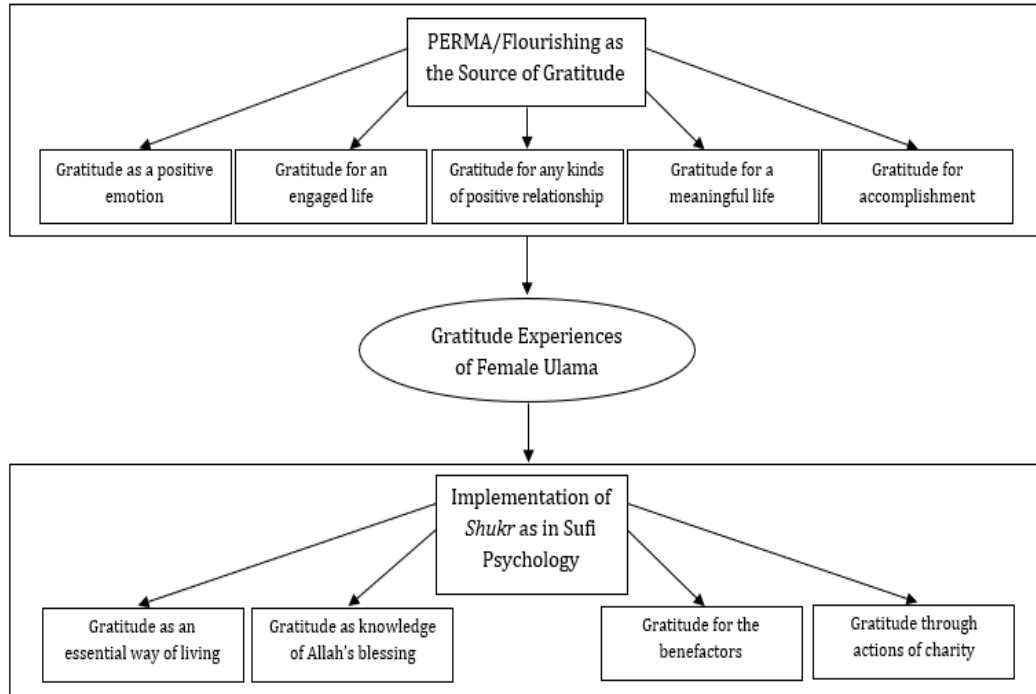 PERMA/Flourishing as
the Source of Gratitude
Gratitude as a positive
emotion
Gratitude for an
engaged life
Gratitude for any kinds
of positive relationship
Gratitude for a
meaningful life
Gratitude for
accomplishment
Gratitude Experiences
of Female Ulama
Implementation of
Shukr as in Sufi
Psychology
Gratitude as an
essential way of living
Gratitude as knowledge
of Allah's blessing
Gratitude for the
benefactors
Gratitude through
actions of charity